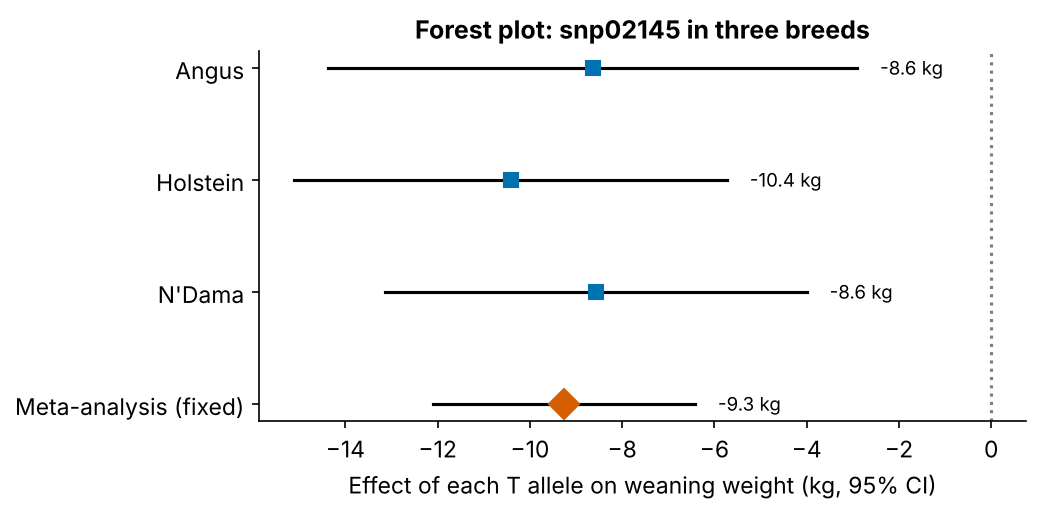 Forest plot: snp02145 in three breeds
Angus
-8.6 kg
Holstein
-10.4 kg
N'Dama
-8.6 kg
Meta-analysis (fixed)
-9.3 kg
−14 −12 −10 −8 −6 −4 −2 0
Effect of each T allele on weaning weight (kg, 95% CI)